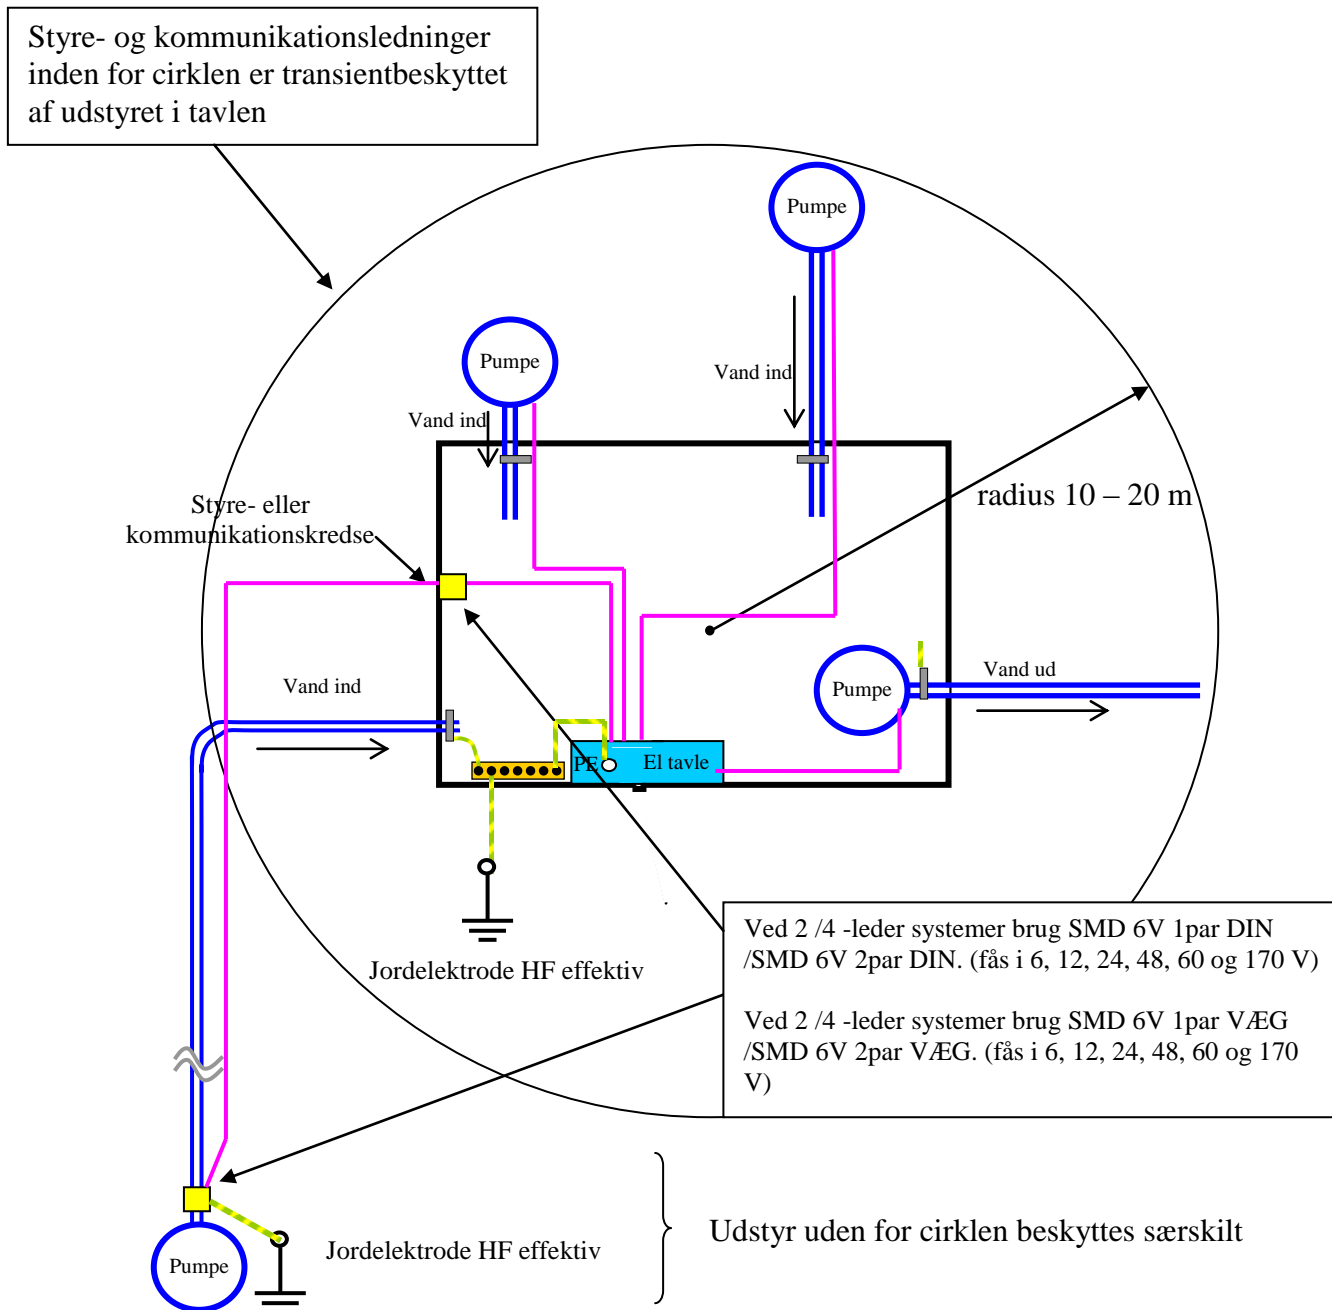 Styre- og kommunikationsledninger
inden for cirklen er transientbeskyttet
af udstyret i tavlen
Pumpe
Pumpe
Vand ind
Vand ind
radius 10 – 20 m
Styre- eller
kommunikationskredse
Vand ind
Pumpe
Vand ud
PE
El tavle
Jordelektrode HF effektiv
Ved 2 /4 -leder systemer brug SMD 6V 1par DIN
/SMD 6V 2par DIN. (fås i 6, 12, 24, 48, 60 og 170 V)
Ved 2 /4 -leder systemer brug SMD 6V 1par VÆG
/SMD 6V 2par VÆG. (fås i 6, 12, 24, 48, 60 og 170
V)
Jordelektrode HF effektiv
Udstyr uden for cirklen beskyttes særskilt
Pumpe